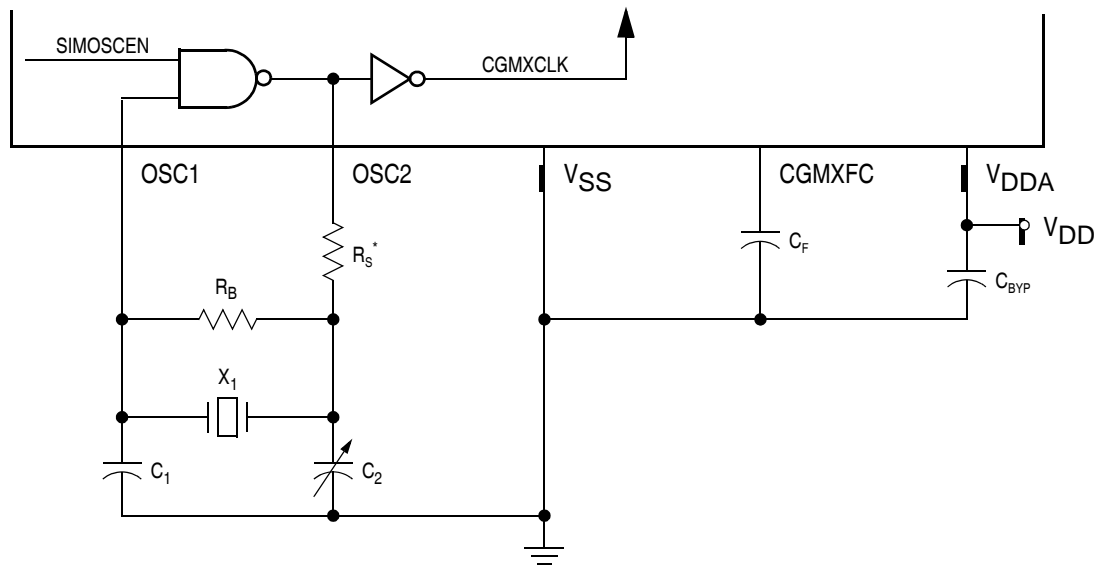 SIMOSCEN
CGMXCLK
OSC1
OSC2
VSS
CGMXFC
VDDA
VDD
RS*
CF
CBYP
RB
X1
C1
C2